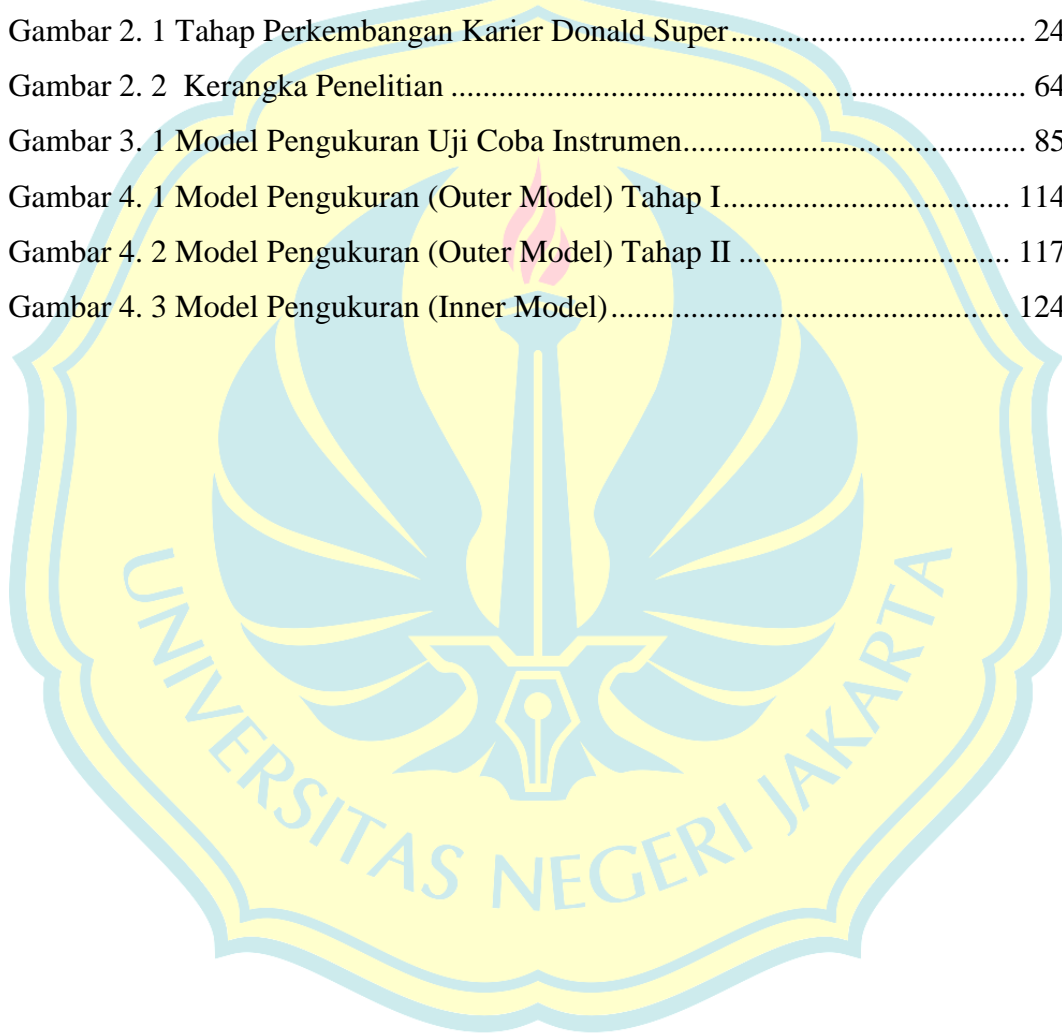 Gambar 2. 1 Tahap Perkembangan Karier Donald Super.................................... 24
Gambar 2. 2  Kerangka Penelitian ........................................................................ 64
Gambar 3. 1 Model Pengukuran Uji Coba Instrumen........................................... 85
Gambar 4. 1 Model Pengukuran (Outer Model) Tahap I.................................... 114
Gambar 4. 2 Model Pengukuran (Outer Model) Tahap II .................................. 117
Gambar 4. 3 Model Pengukuran (Inner Model).................................................. 124
UNIVERSITAS NEGERI JAKARTA